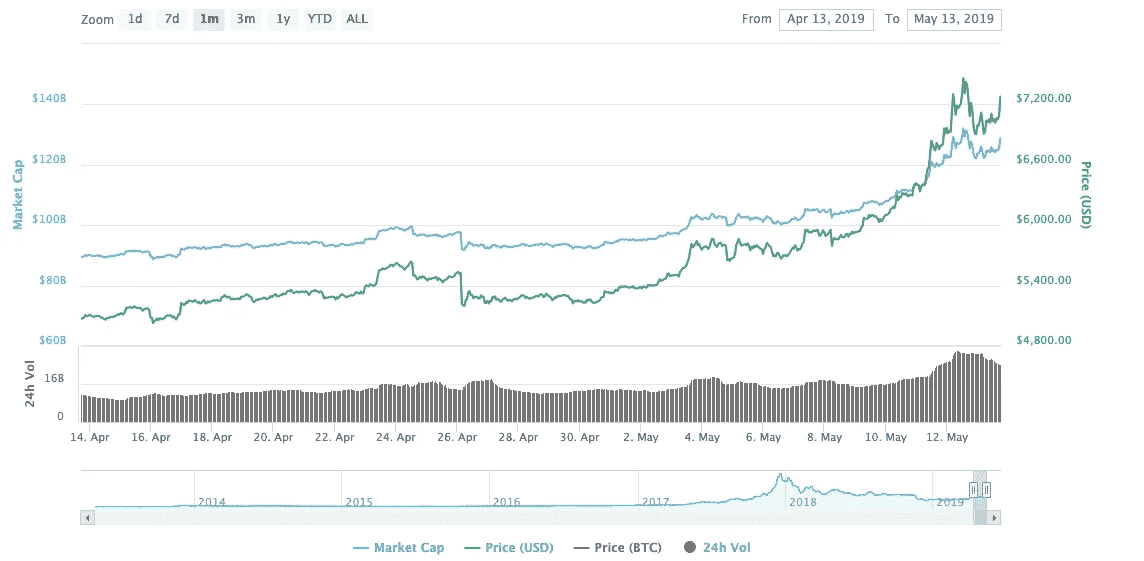 Zoom 1d 7d 1m 3m 1y YTD ALL From Apr 13, 2019 To May 13, 2019
$140B $7,200.00
$120B $6,600.00
$100B $6,000.00
$80B $5,400.00
$60B $4,800.00
Market Cap
Price (USD)
24h Vol
16B
0
14. Apr 16. Apr 18. Apr 20. Apr 22. Apr 24. Apr 26. Apr 28. Apr 30. Apr 2. May 4. May 6. May 8. May 10. May 12. May
2014 2015 2016 2017 2018 2019
Market Cap Price (USD) Price (BTC) 24h Vol